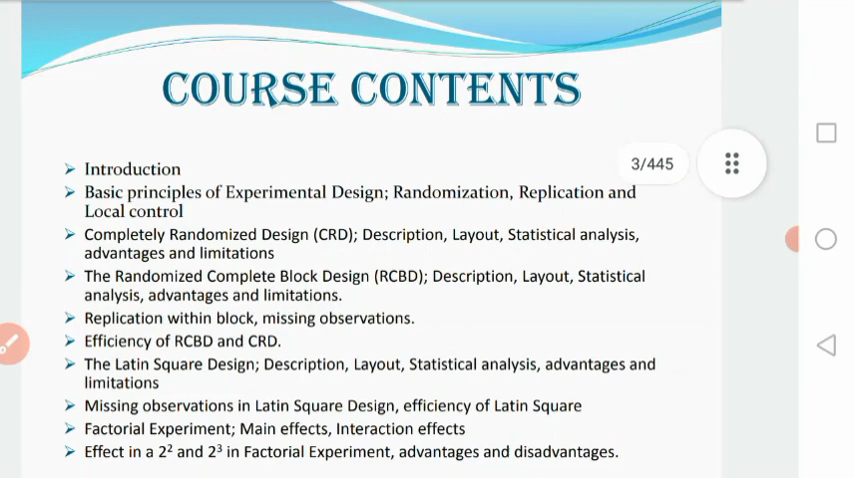 COURSE CONTENTS
3/445
➤ Introduction
➤ Basic principles of Experimental Design; Randomization, Replication and
Local control
➤ Completely Randomized Design (CRD); Description, Layout, Statistical analysis,
advantages and limitations
➤ The Randomized Complete Block Design (RCBD); Description, Layout, Statistical
analysis, advantages and limitations.
➤ Replication within block, missing observations.
➤ Efficiency of RCBD and CRD.
➤ The Latin Square Design; Description, Layout, Statistical analysis, advantages and
limitations
➤ Missing observations in Latin Square Design, efficiency of Latin Square
➤ Factorial Experiment; Main effects, Interaction effects
➤ Effect in a 2² and 2³ in Factorial Experiment, advantages and disadvantages.